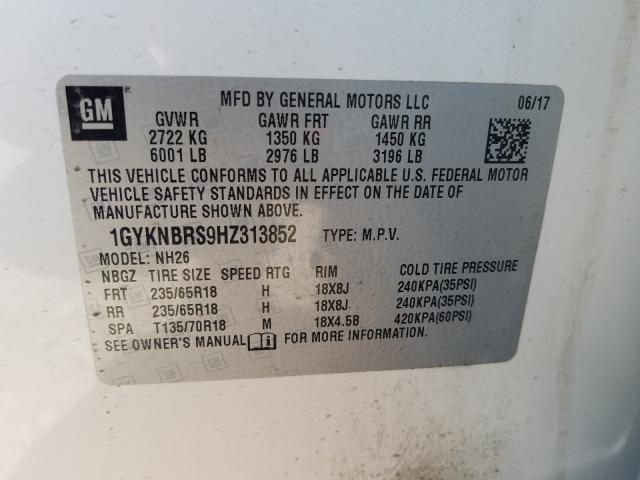 GM
MFD BY GENERAL MOTORS LLC 06/17
GVWR GAWR FRT GAWR RR
2722 KG 1350 KG 1450 KG
6001 LB 2976 LB 3196 LB
THIS VEHICLE CONFORMS TO ALL APPLICABLE U.S. FEDERAL MOTOR
VEHICLE SAFETY STANDARDS IN EFFECT ON THE DATE OF
MANUFACTURE SHOWN ABOVE.
1GYKNBRS9HZ313852 TYPE: M.P.V.
MODEL: NH26
NBGZ TIRE SIZE SPEED RTG RIM COLD TIRE PRESSURE
FRT 235/65R18 H 18X8J 240KPA(35PSI)
RR 235/65R18 H 18X8J 240KPA(35PSI)
SPA T135/70R18 M 18X4.5B 420KPA(60PSI)
SEE OWNER'S MANUAL FOR MORE INFORMATION.